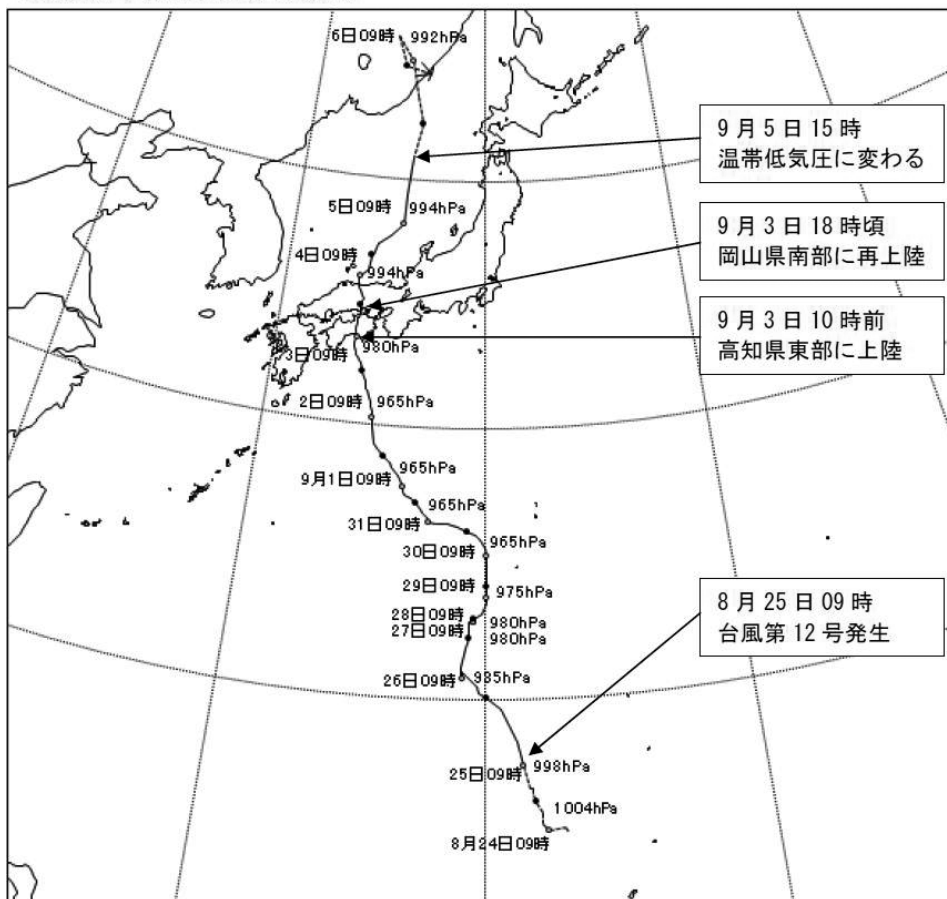 6日09時 992hPa
9月5日15時
温帯低気圧に変わる
5日09時 994hPa
9月3日18時頃
岡山県南部に再上陸
4日09時
994hPa
9月3日10時前
高知県東部に上陸
3日09時 980hPa
2日09時 965hPa
965hPa
9月1日09時
965hPa
31日09時
965hPa
30日09時
29日09時
975hPa
8月25日09時
台風第12号発生
28日09時
980hPa
27日09時
980hPa
26日09時 985hPa
25日09時 998hPa
1004hPa
8月24日09時